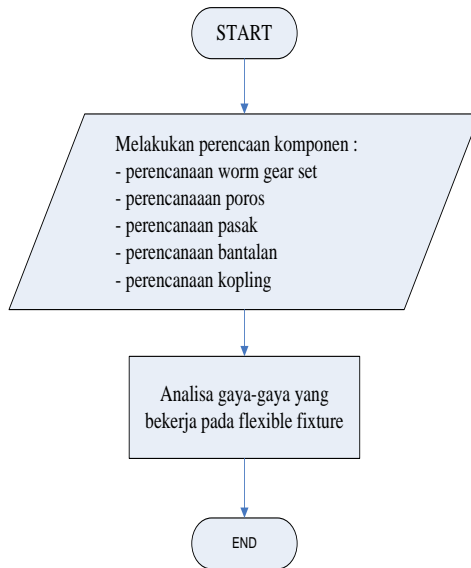 START
Melakukan perencaan komponen :
- perencanaan worm gear set
- perencanaaan poros
- perencanaan pasak
- perencanaan bantalan
- perencanaan kopling
Analisa gaya-gaya yang
bekerja pada flexible fixture
END